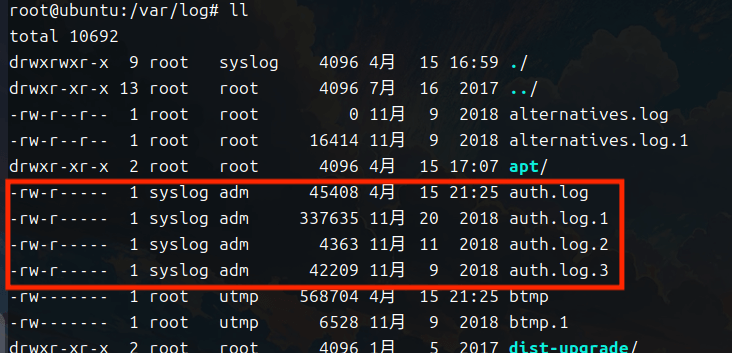 root@ubuntu:/var/log# ll
total 10692
drwxrwxr-x  9 root   syslog    4096 4月   15 16:59 ./
drwxr-xr-x 13 root   root      4096 7月   16  2017 ../
-rw-r--r--  1 root   root         0 11月  9  2018 alternatives.log
-rw-r--r--  1 root   root     16414 11月  9  2018 alternatives.log.1
drwxr-xr-x  2 root   root      4096 4月   15 17:07 apt/
-rw-r-----  1 syslog adm      45408 4月   15 21:25 auth.log
-rw-r-----  1 syslog adm     337635 11月 20  2018 auth.log.1
-rw-r-----  1 syslog adm       4363 11月 11  2018 auth.log.2
-rw-r-----  1 syslog adm      42209 11月  9  2018 auth.log.3
-rw-------  1 root   utmp    568704 4月   15 21:25 btmp
-rw-------  1 root   utmp      6528 11月  9  2018 btmp.1
drwxr-xr-x  2 root   root      4096 1月    5  2017 dist-upgrade/